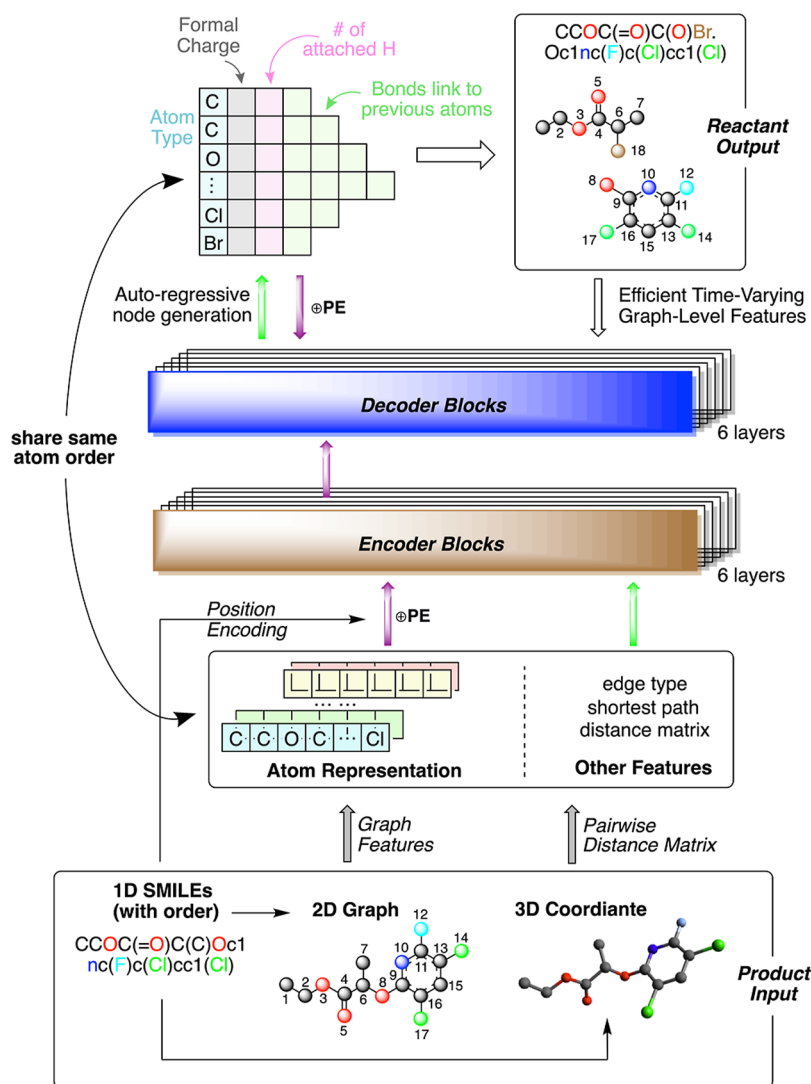 Formal
Charge
# of
attached H
Bonds link to
previous atoms
Atom
Type
C
C
O
⋮
Cl
Br
CCOC(=O)C(O)Br.
Oc1nc(F)c(Cl)cc1(Cl)
5
3
6
7
2
4
18
8
10
12
9
11
17
16
13
14
15
Reactant
Output
Auto-regressive
node generation
⊕PE
Efficient Time-Varying
Graph-Level Features
Decoder Blocks
6 layers
share same
atom order
Encoder Blocks
6 layers
Position
Encoding
⊕PE
... ...
C C O C Cl
Atom Representation
edge type
shortest path
distance matrix
Other Features
Graph
Features
Pairwise
Distance Matrix
1D SMILEs
(with order)
CCOC(=O)C(C)Oc1
nc(F)c(Cl)cc1(Cl)
2D Graph
12
14
7
10
11
13
2
4
9
15
1
3
6
8
16
5
17
3D Coordiante
Product
Input